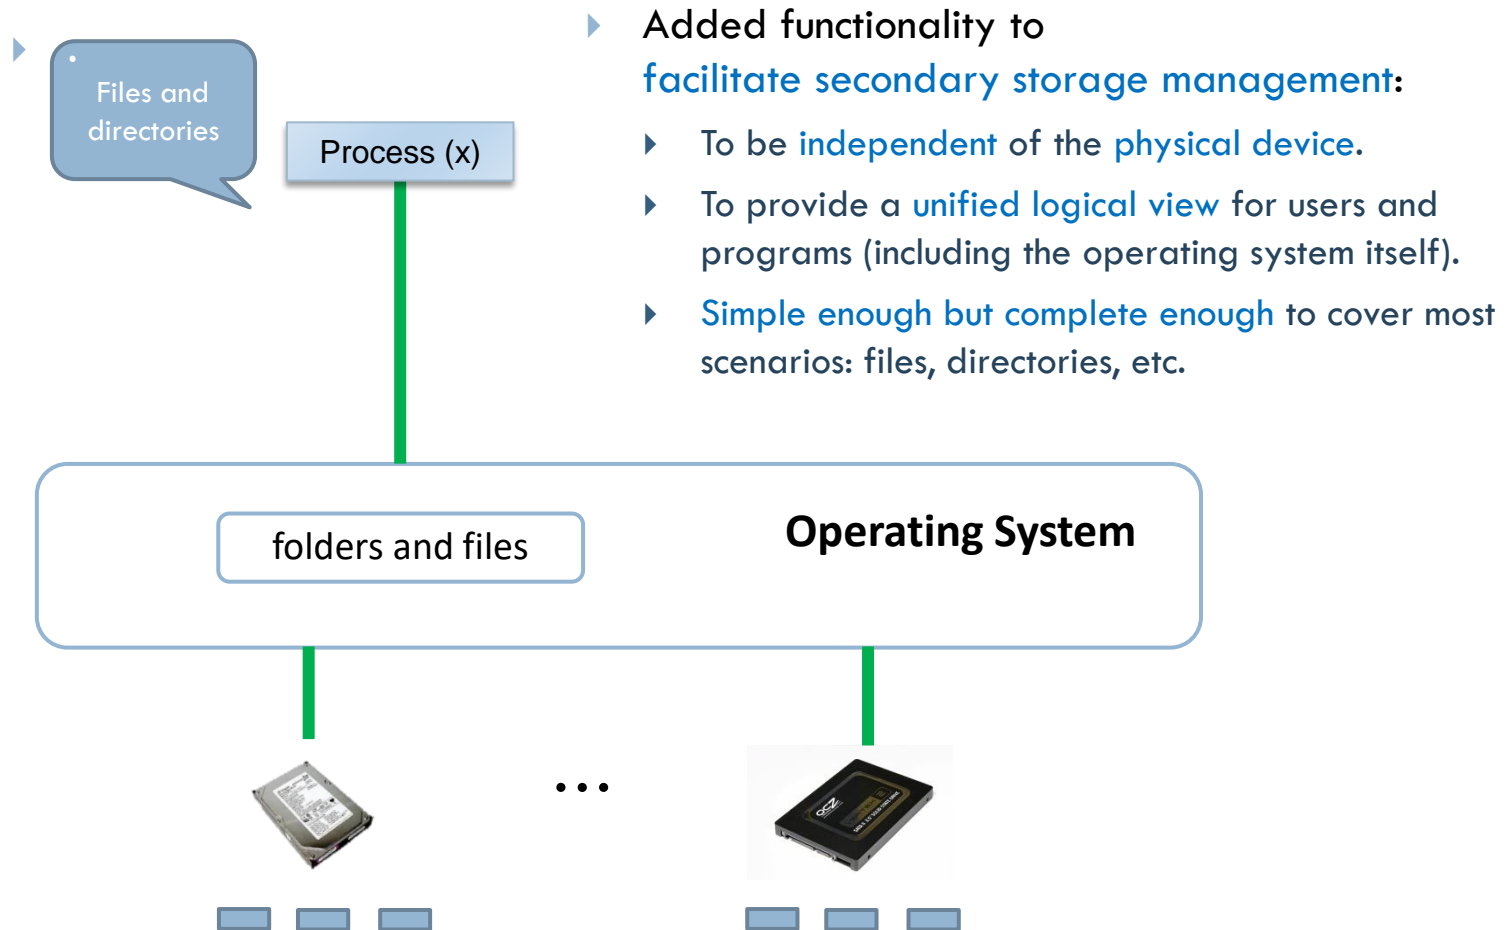 Files and
directories
Process (x)
Added functionality to
facilitate secondary storage management:
To be independent of the physical device.
To provide a unified logical view for users and
programs (including the operating system itself).
Simple enough but complete enough to cover most
scenarios: files, directories, etc.
folders and files
Operating System
...
OCZ